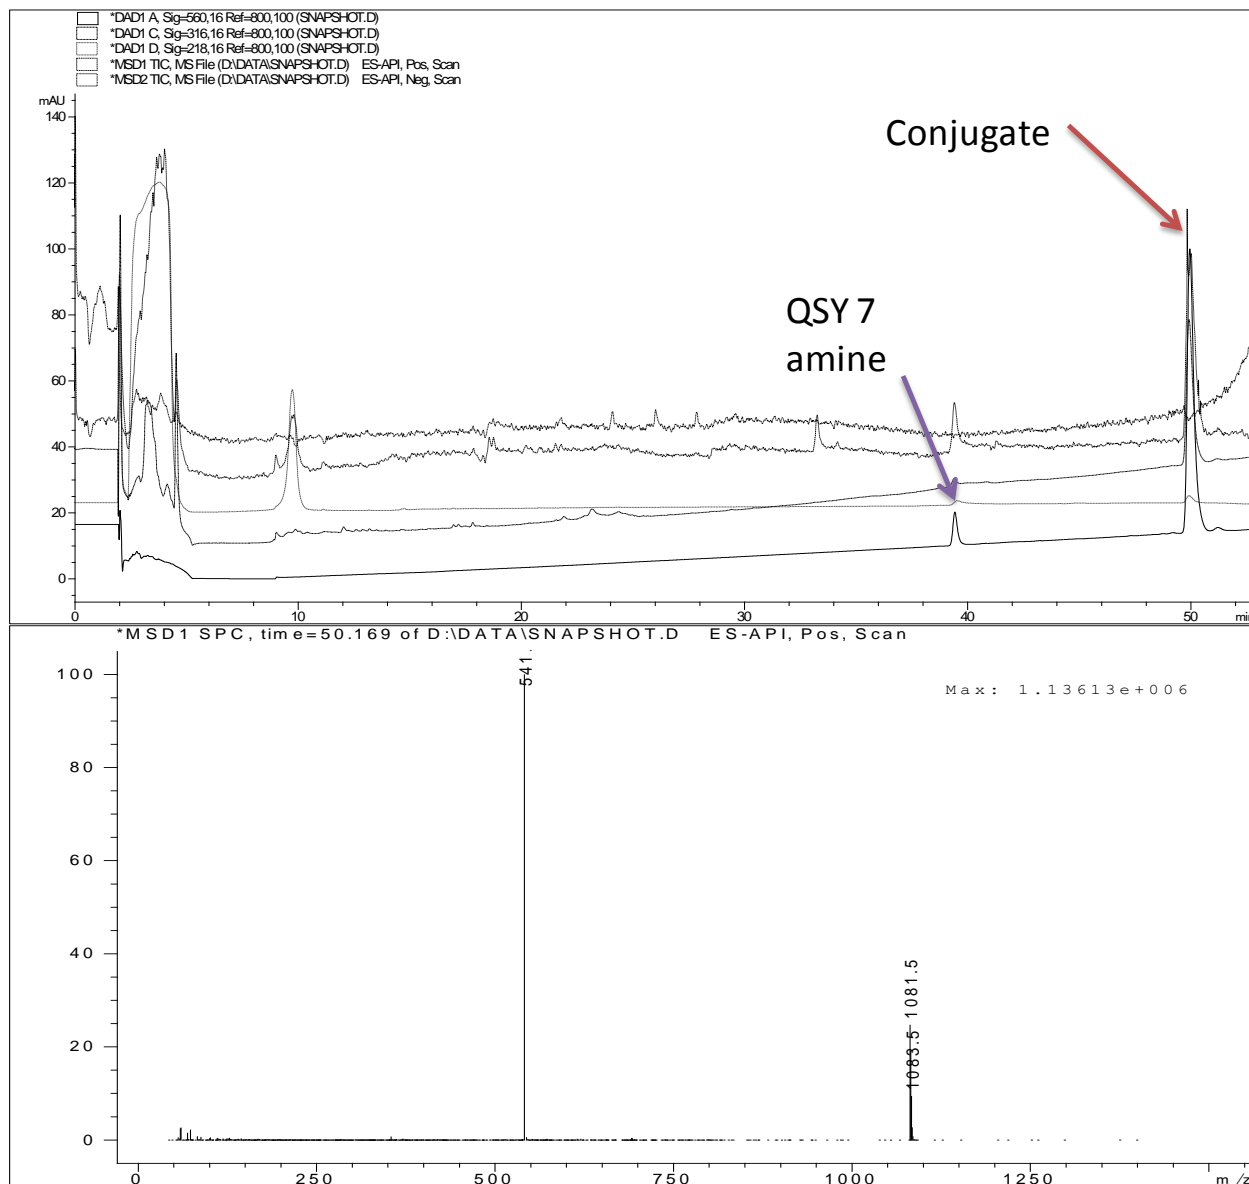 *DAD1 A, Sig=560,16 Ref=800,100 (SNAPSHOT.D)
*DAD1 C, Sig=316,16 Ref=800,100 (SNAPSHOT.D)
*DAD1 D, Sig=218,16 Ref=800,100 (SNAPSHOT.D)
*MSD1 TIC, MS File (D:\DATA\SNAPSHOT.D) ES-API, Pos, Scan
*MSD2 TIC, MS File (D:\DATA\SNAPSHOT.D) ES-API, Neg, Scan
mAU
140
120
100
80
60
40
20
0
Conjugate
QSY 7
amine
0 10 20 30 40 50 min
*MSD1 SPC, time=50.169 of D:\DATA\SNAPSHOT.D ES-API, Pos, Scan
100
80
60
40
20
0
541.
Max: 1.13613e+006
1081.5
1083.5
0 250 500 750 1000 1250 m/z